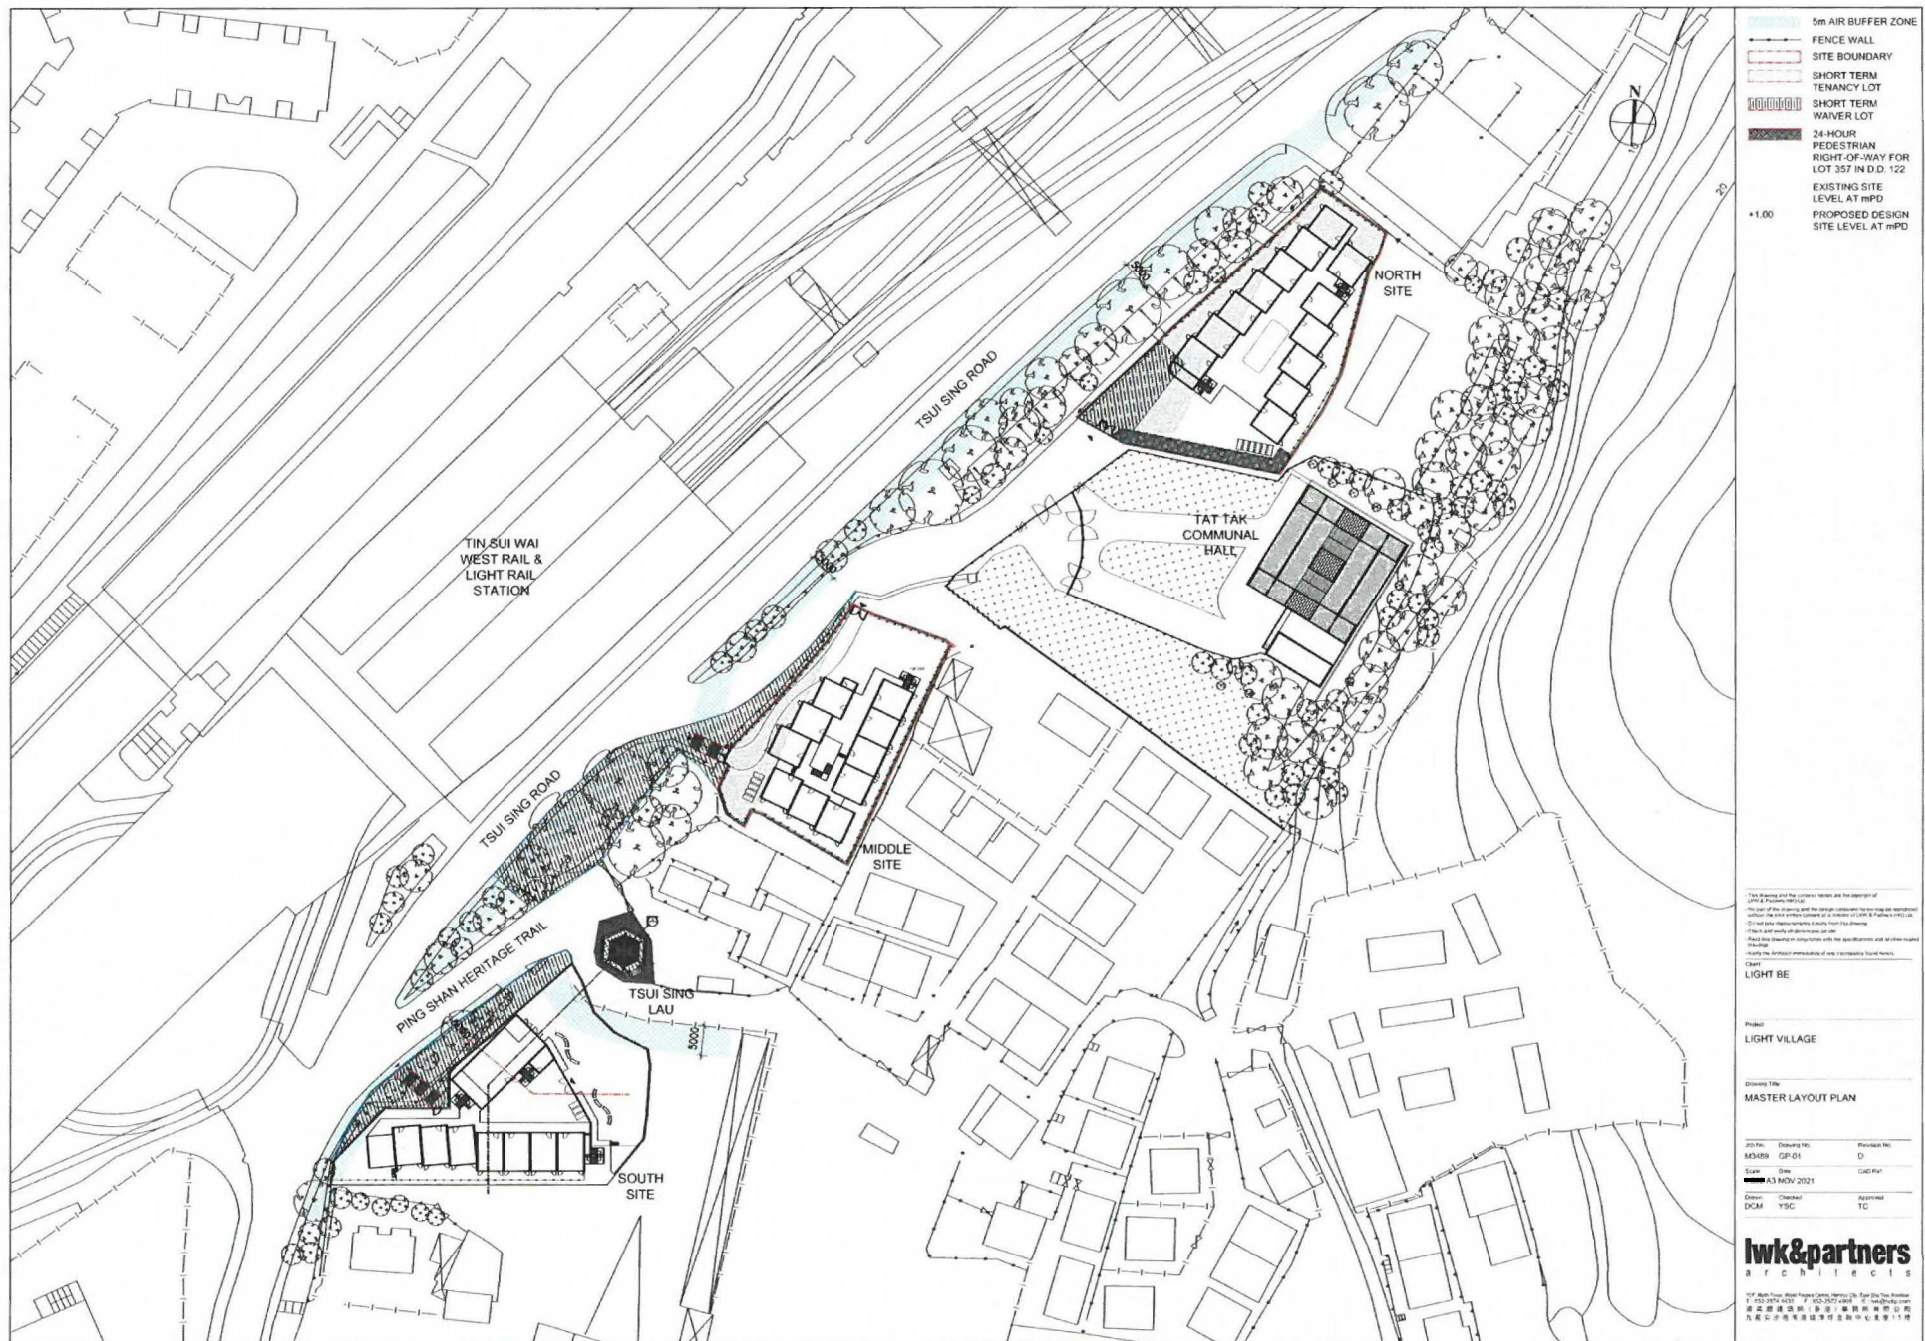 5m AIR BUFFER ZONE
FENCE WALL
SITE BOUNDARY
SHORT TERM
TENANCY LOT
SHORT TERM
WAIVER LOT
24-HOUR
PEDESTRIAN
RIGHT-OF-WAY FOR
LOT 357 IN D.D. 122
EXISTING SITE
LEVEL AT mPD
+1.00
PROPOSED DESIGN
SITE LEVEL AT mPD
N
20
NORTH
SITE
TSUI SING ROAD
TAT TAK
COMMUNAL
HALL
TIN SUI WAI
WEST RAIL &
LIGHT RAIL
STATION
TSUI SING ROAD
MIDDLE
SITE
PING SHAN HERITAGE TRAIL
TSUI SING
LAU
5000
SOUTH
SITE
Client
LIGHT BE
Project
LIGHT VILLAGE
Drawing Title
MASTER LAYOUT PLAN
Job No. Drawing No. Revision No.
M3489 GP-01 D
Scale Date CAD Ref.
A3 NOV 2021
Drawn Checked Approved
DCM YSC TC
lwk&partners
architects